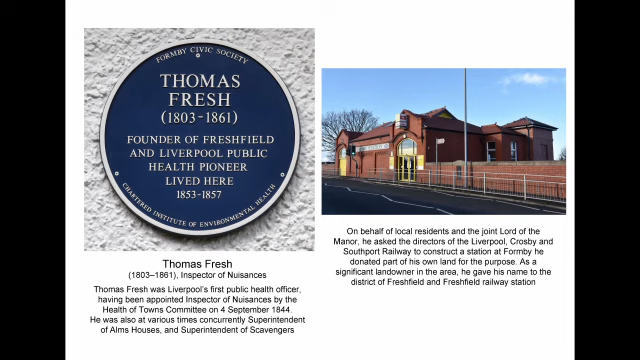 FORMBY CIVIC SOCIETY
THOMAS
FRESH
(1803-1861)
FOUNDER OF FRESHFIELD
AND LIVERPOOL PUBLIC
HEALTH PIONEER
LIVED HERE
1853-1857
CHARTERED INSTITUTE OF ENVIRONMENTAL HEALTH
Thomas Fresh
(1803–1861), Inspector of Nuisances
Thomas Fresh was Liverpool's first public health officer,
having been appointed Inspector of Nuisances by the
Health of Towns Committee on 4 September 1844.
He was also at various times concurrently Superintendent
of Alms Houses, and Superintendent of Scavengers
On behalf of local residents and the joint Lord of the
Manor, he asked the directors of the Liverpool, Crosby and
Southport Railway to construct a station at Formby he
donated part of his own land for the purpose. As a
significant landowner in the area, he gave his name to the
district of Freshfield and Freshfield railway station